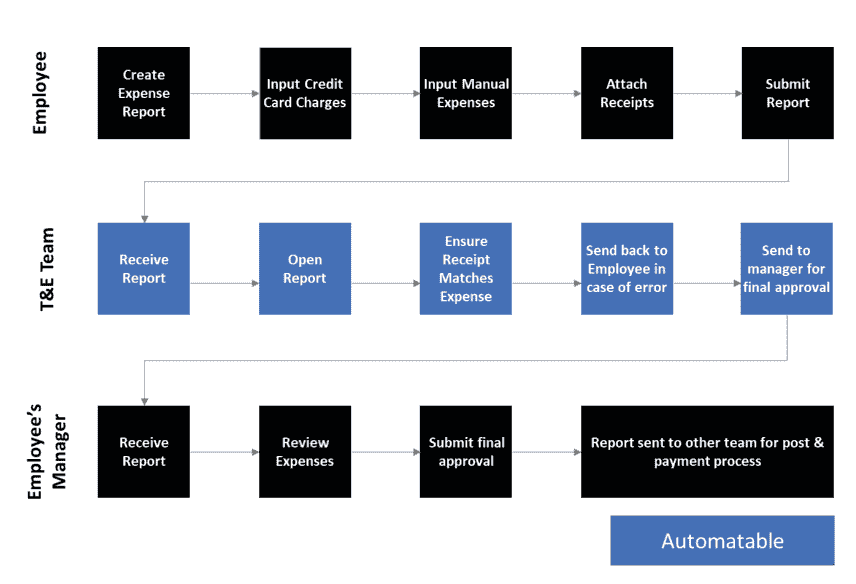 Employee
Create
Expense
Report
Input Credit
Card Charges
Input Manual
Expenses
Attach
Receipts
Submit
Report
T&E Team
Receive
Report
Open
Report
Ensure
Receipt
Matches
Expense
Send back to
Employee in
case of error
Send to
manager for
final approval
Employee's
Manager
Receive
Report
Review
Expenses
Submit final
approval
Report sent to other team for post &
payment process
Automatable